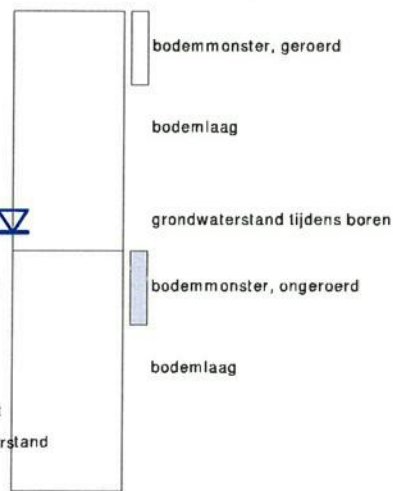 bodemmonster, geroerd
bodemlaag
grondwaterstand tijdens boren
bodemmonster, ongeroerd
bodemlaag
rstand